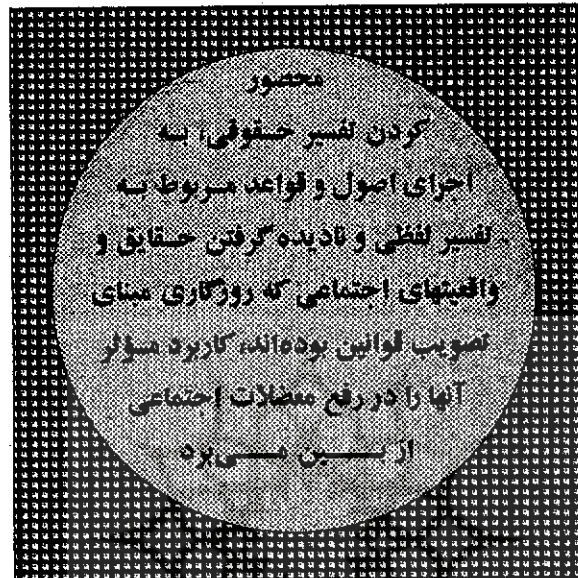 محصور
کردن تفسیر حقوقی، به
اجرای اصول و قواعد مربوط به
تفسیر لفظی و نادیده گرفتن حقایق و
واقعیتهای اجتماعی که روزگاری مبنای
تصویب قوانین بوده‌اند، کاربرد مؤثر
آنها را در رفع معضلات اجتماعی
از بین می‌برد